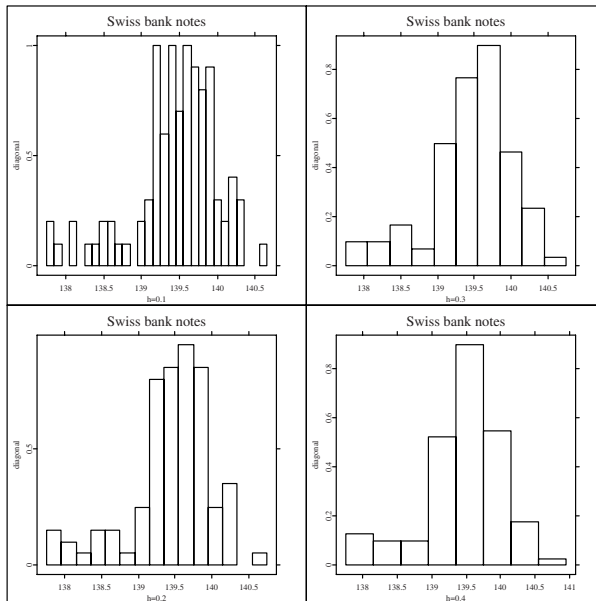 Swiss bank notes
1
0.5
0
diagonal
138 138.5 139 139.5 140 140.5
h=0.1
Swiss bank notes
0.8
0.6
0.4
0.2
0
diagonal
138 138.5 139 139.5 140 140.5
h=0.3
Swiss bank notes
0.5
0
diagonal
138 138.5 139 139.5 140 140.5
h=0.2
Swiss bank notes
0.8
0.6
0.4
0.2
0
diagonal
138 138.5 139 139.5 140 140.5 141
h=0.4